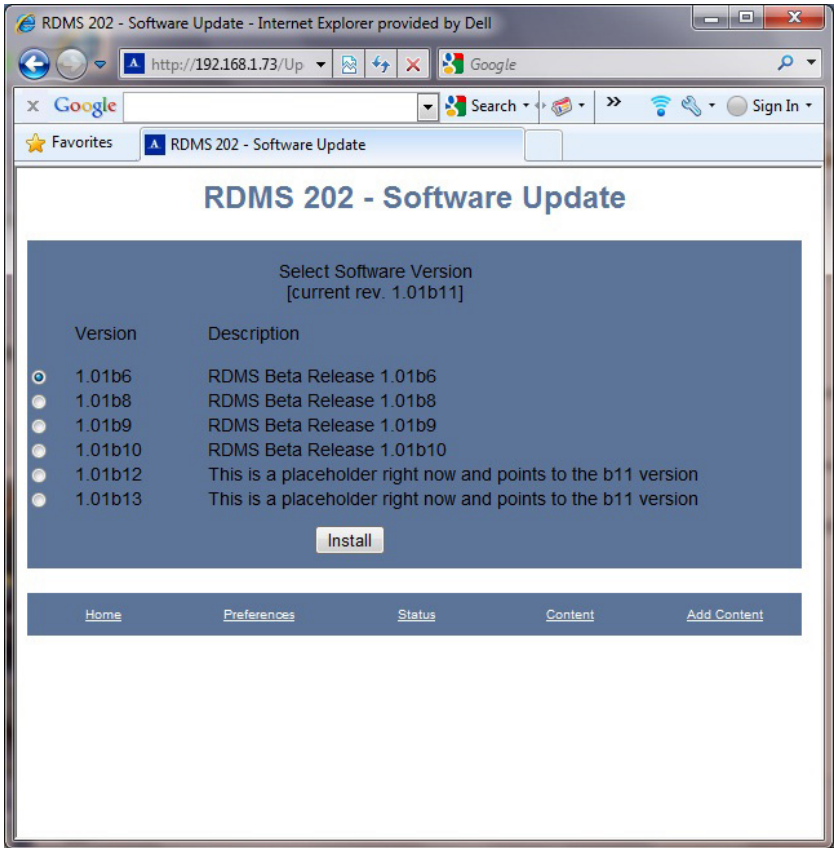 RDMS 202 - Software Update - Internet Explorer provided by Dell
http://192.168.1.73/Up Google
x Google Search Sign In
Favorites RDMS 202 - Software Update
RDMS 202 - Software Update
Select Software Version
[current rev. 1.01b11]
Version Description
1.01b6 RDMS Beta Release 1.01b6
1.01b8 RDMS Beta Release 1.01b8
1.01b9 RDMS Beta Release 1.01b9
1.01b10 RDMS Beta Release 1.01b10
1.01b12 This is a placeholder right now and points to the b11 version
1.01b13 This is a placeholder right now and points to the b11 version
Install
Home Preferences Status Content Add Content